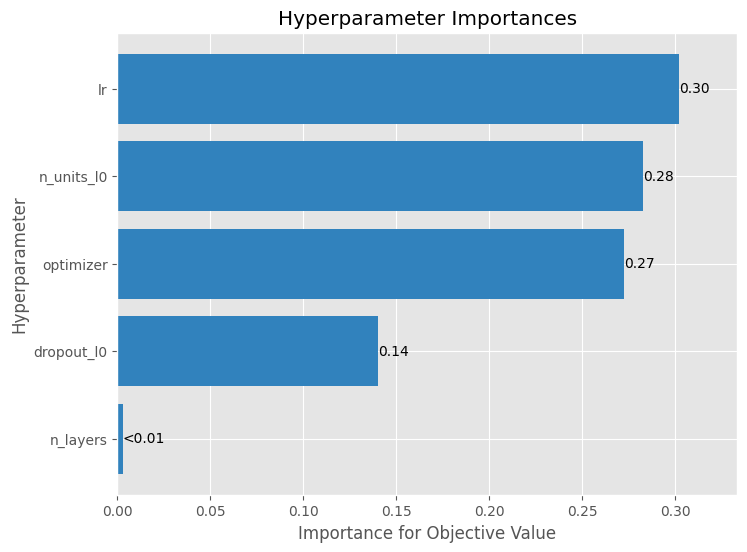 Hyperparameter Importances
Hyperparameter
lr
0.30
n_units_l0
0.28
optimizer
0.27
dropout_l0
0.14
n_layers
<0.01
0.00 0.05 0.10 0.15 0.20 0.25 0.30
Importance for Objective Value